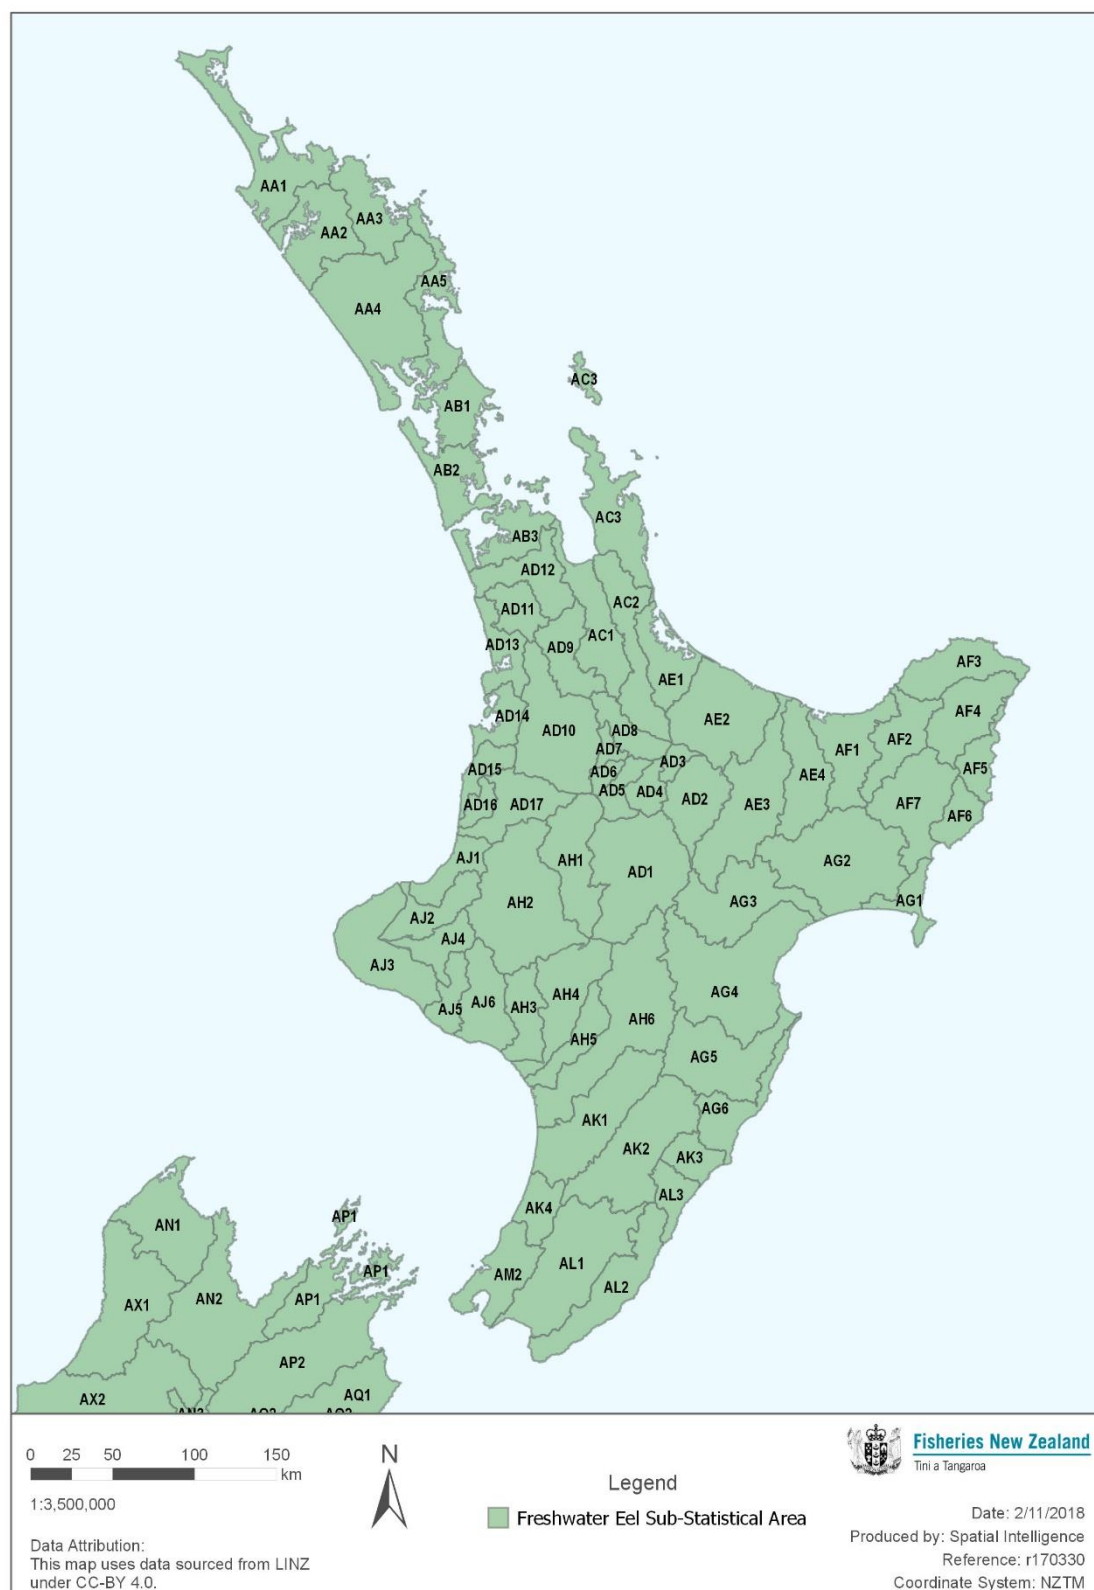 AA1
AA3
AA2
AA5
AA4
AC3
AB1
AB2
AC3
AB3
AD12
AC2
AD11
AC1
AD13
AD9
AF3
AE1
AF4
AD14
AE2
AD10
AD8
AF2
AF1
AD7
AD3
AF5
AD15
AD6
AE4
AD5
AD4
AD2
AE3
AF7
AD16
AD17
AF6
AJ1
AH1
AG2
AD1
AH2
AG3
AG1
AJ2
AJ4
AJ3
AG4
AH4
AJ6
AH3
AJ5
AH6
AH5
AG5
AG6
AK1
AK2
AK3
AL3
AK4
AP1
AN1
AL1
AP1
AM2
AL2
AN2
AP1
AX1
AP2
AQ1
AX2
0 25 50 100 150
km
1:3,500,000
N
Data Attribution:
This map uses data sourced from LINZ
under CC-BY 4.0.
Legend
Freshwater Eel Sub-Statistical Area
Fisheries New Zealand
Tini a Tangaroa
Date: 2/11/2018
Produced by: Spatial Intelligence
Reference: r170330
Coordinate System: NZTM